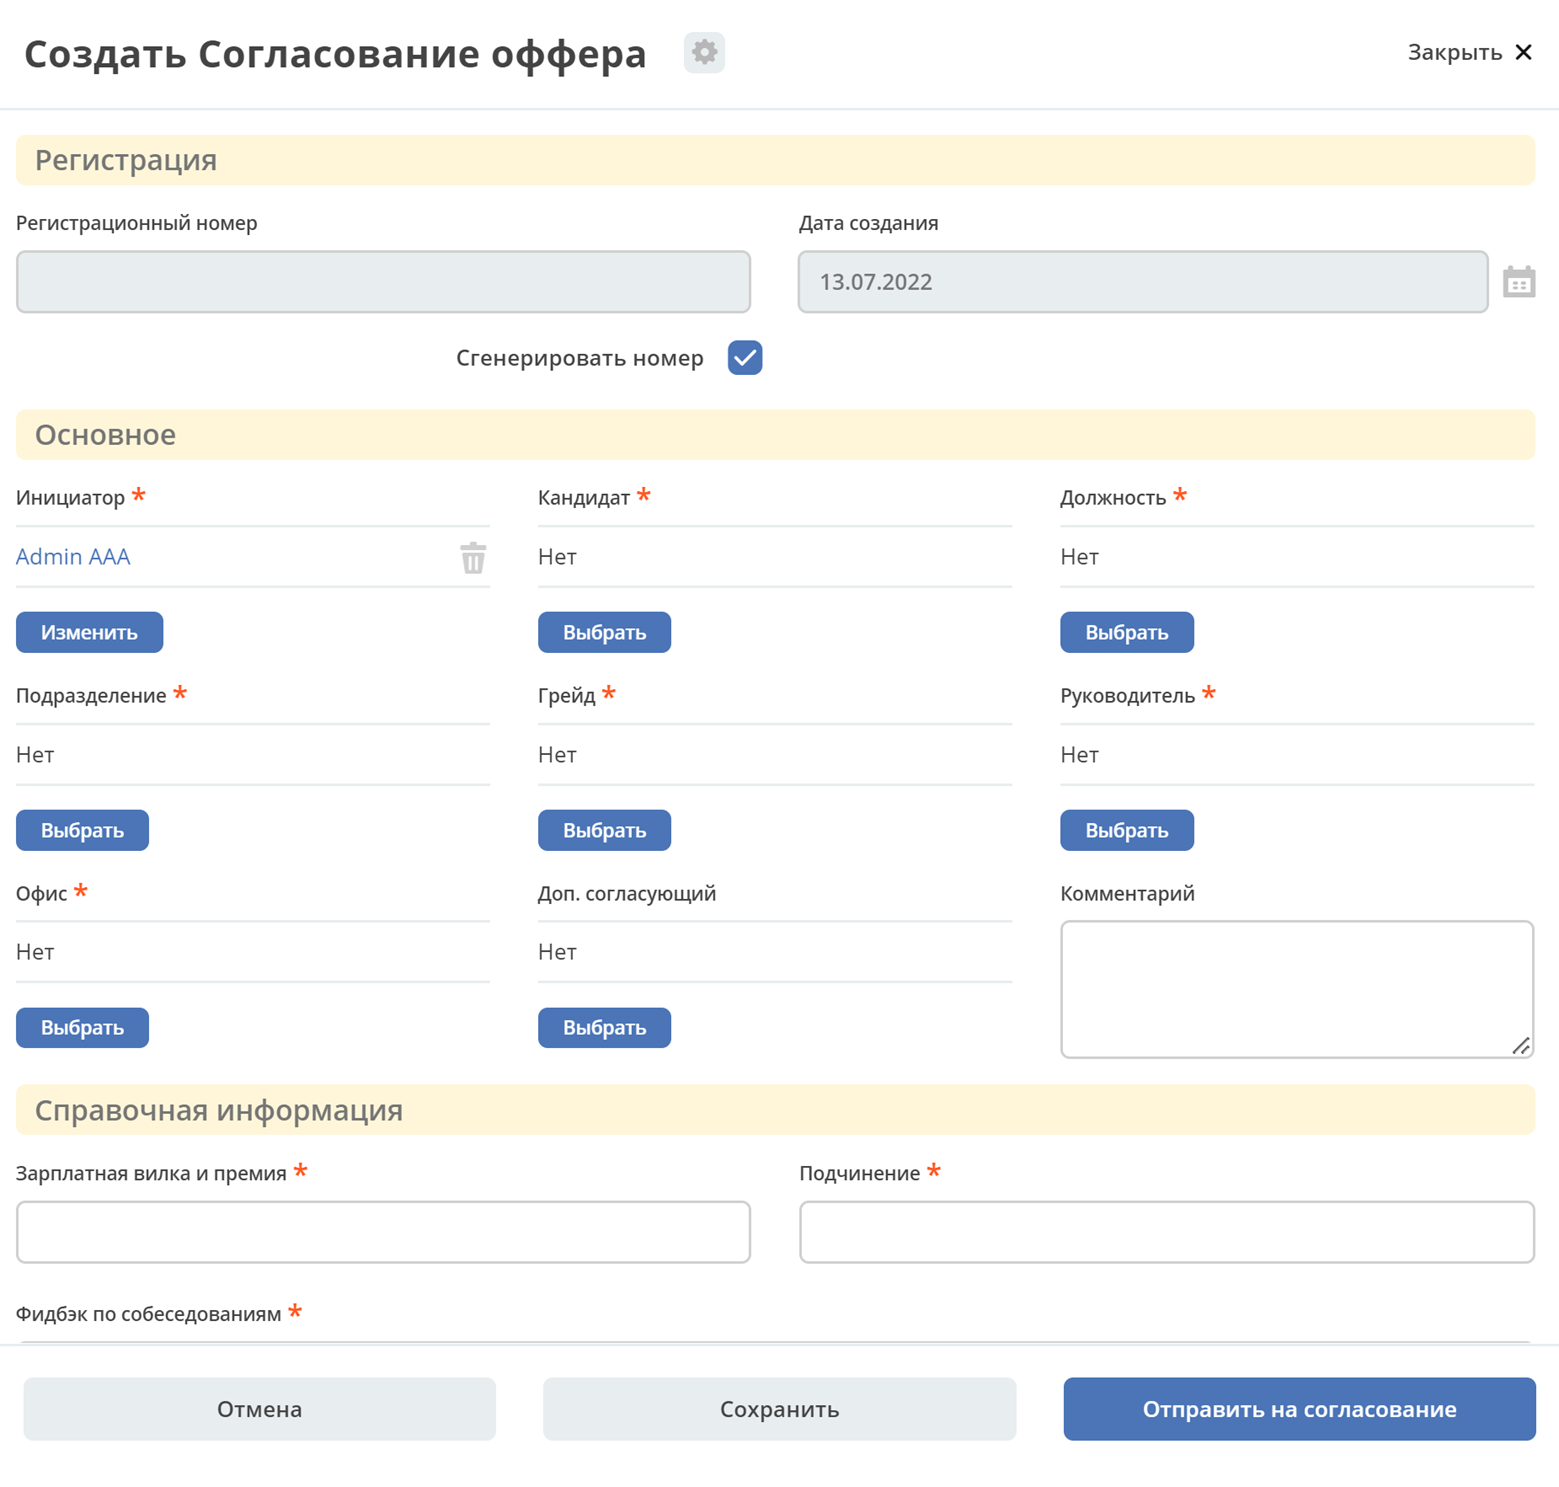 Создать Согласование оффера
Закрыть
Регистрация
Регистрационный номер
Дата создания
13.07.2022
Сгенерировать номер
Основное
Инициатор *
Кандидат *
Должность *
Admin AAA
Нет
Нет
Изменить
Выбрать
Выбрать
Подразделение *
Грейд *
Руководитель *
Нет
Нет
Нет
Выбрать
Выбрать
Выбрать
Офис *
Доп. согласующий
Комментарий
Нет
Нет
Выбрать
Выбрать
Справочная информация
Зарплатная вилка и премия *
Подчинение *
Фидбэк по собеседованиям *
Отмена
Сохранить
Отправить на согласование